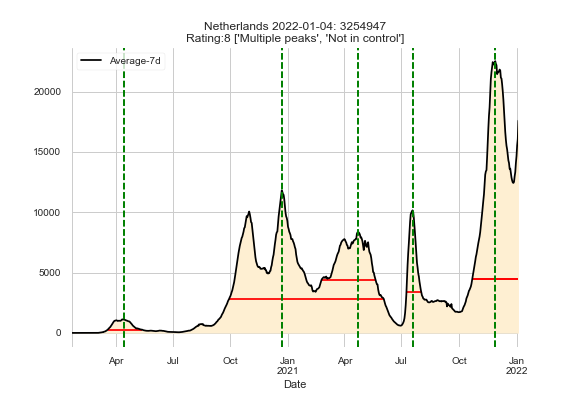 Netherlands 2022-01-04: 3254947
Rating:8 ['Multiple peaks', 'Not in control']
Average-7d
20000
15000
10000
5000
0
Apr Jul Oct Jan Apr Jul Oct Jan
2021 2022
Date